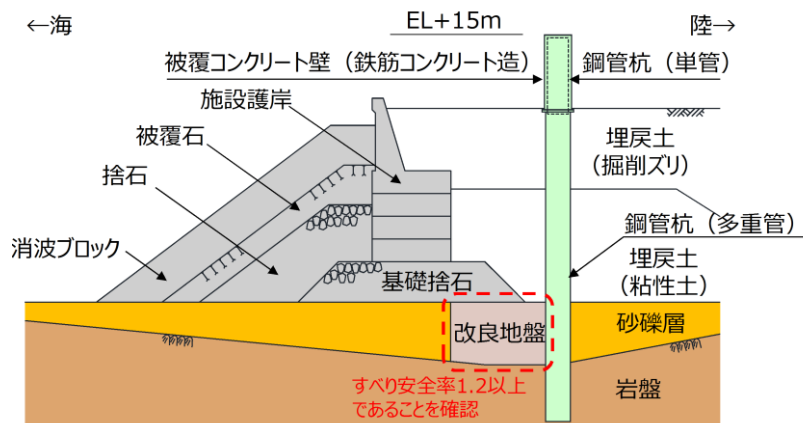 ←海
EL+15m
陸→
被覆コンクリート壁（鉄筋コンクリート造）
鋼管杭（単管）
施設護岸
被覆石
捨石
消波ブロック
埋戻土
（掘削ズリ）
鋼管杭（多重管）
埋戻土
（粘性土）
基礎捨石
改良地盤
砂礫層
すべり安全率1.2以上
であることを確認
岩盤